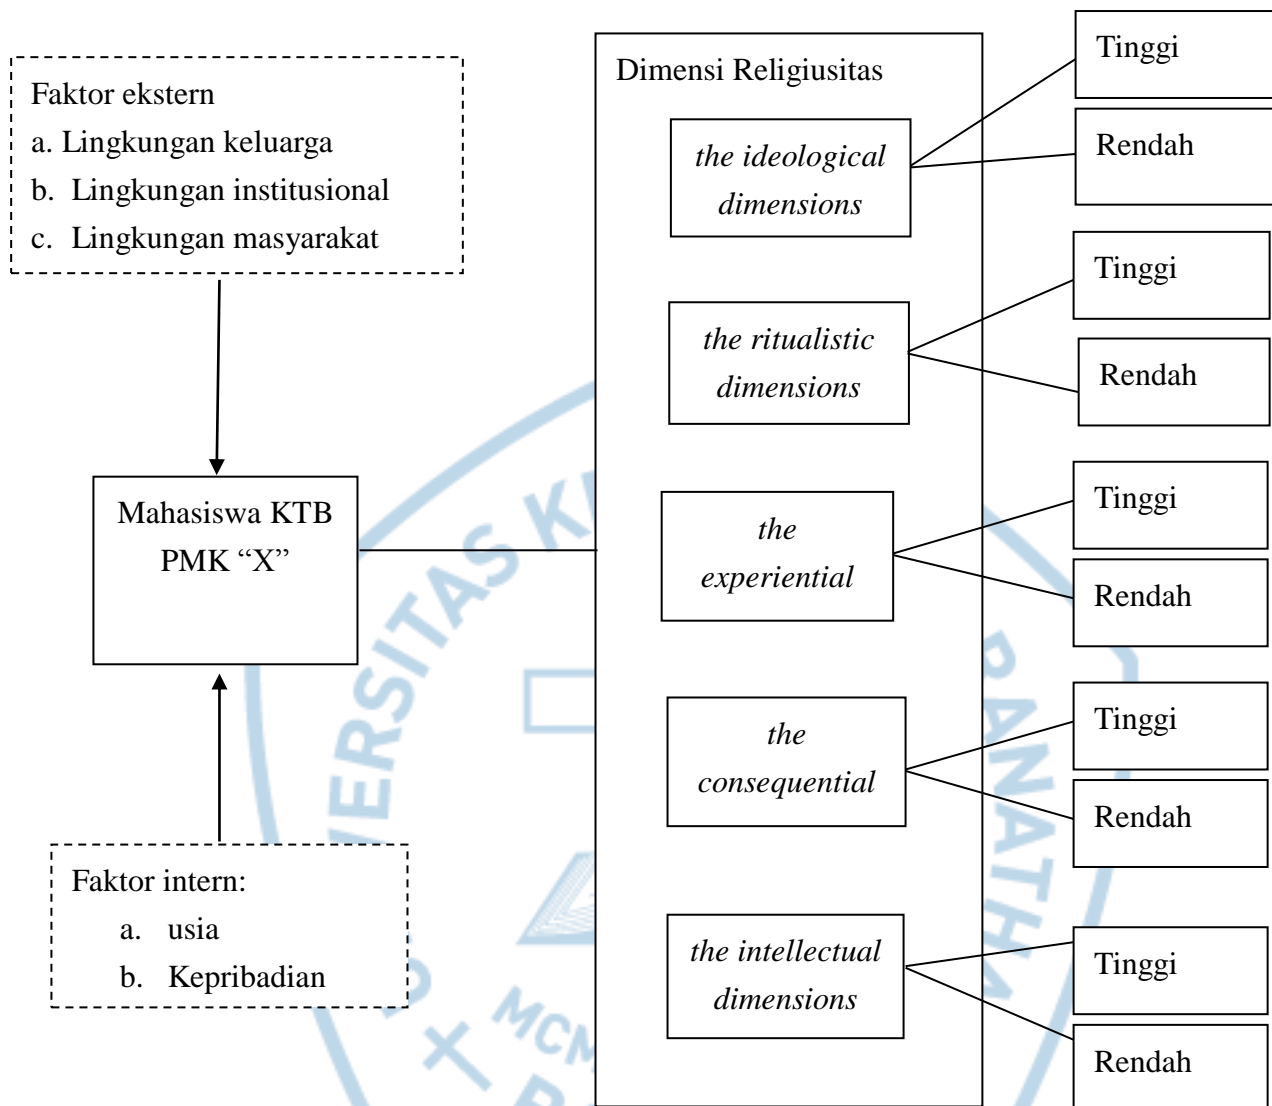 Faktor ekstern
a. Lingkungan keluarga
b. Lingkungan institusional
c. Lingkungan masyarakat
Mahasiswa KTB
PMK “X”
Faktor intern:
a. usia
b. Kepribadian
Dimensi Religiusitas
the ideological
dimensions
Tinggi
Rendah
the ritualistic
dimensions
Tinggi
Rendah
the
experiential
Tinggi
Rendah
the
consequential
Tinggi
Rendah
the intellectual
dimensions
Tinggi
Rendah